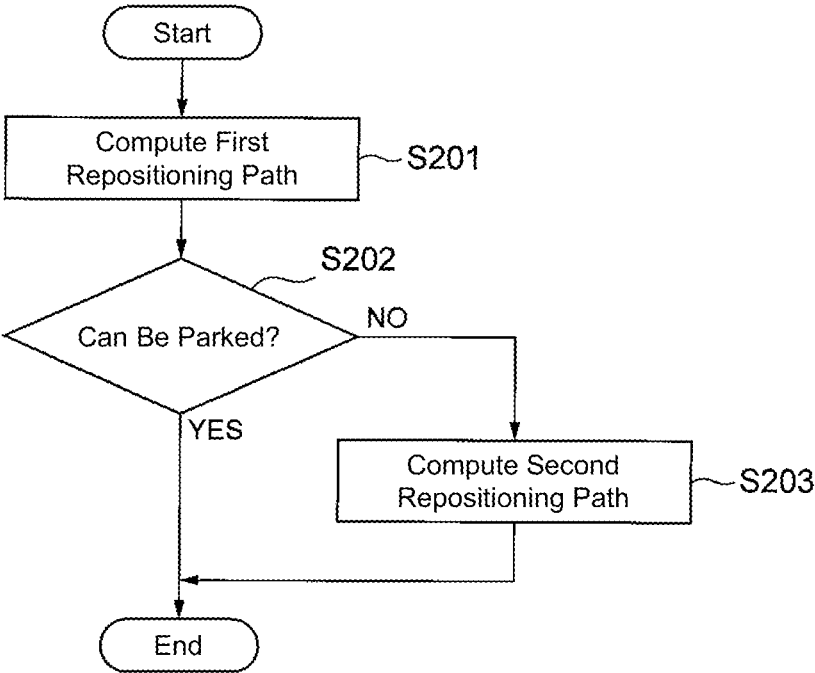 Start
Compute First
Repositioning Path
S201
S202
Can Be Parked?
NO
YES
Compute Second
Repositioning Path
S203
End